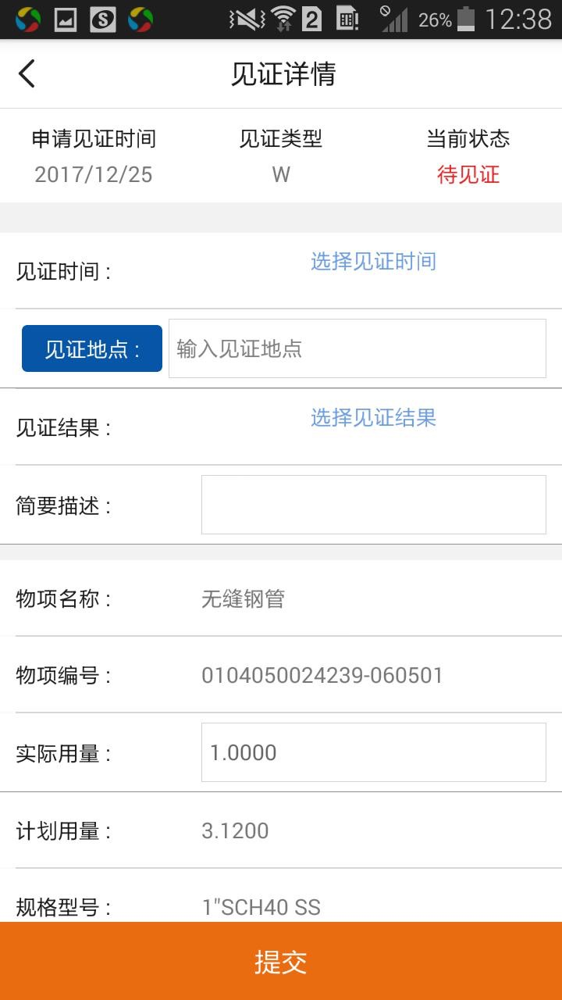 26% 12:38
见证详情
申请见证时间 见证类型 当前状态
2017/12/25 W 待见证
见证时间 : 选择见证时间
见证地点 : 输入见证地点
见证结果 : 选择见证结果
简要描述 :
物项名称 : 无缝钢管
物项编号 : 0104050024239-060501
实际用量 : 1.0000
计划用量 : 3.1200
规格型号 : 1"SCH40 SS
提交